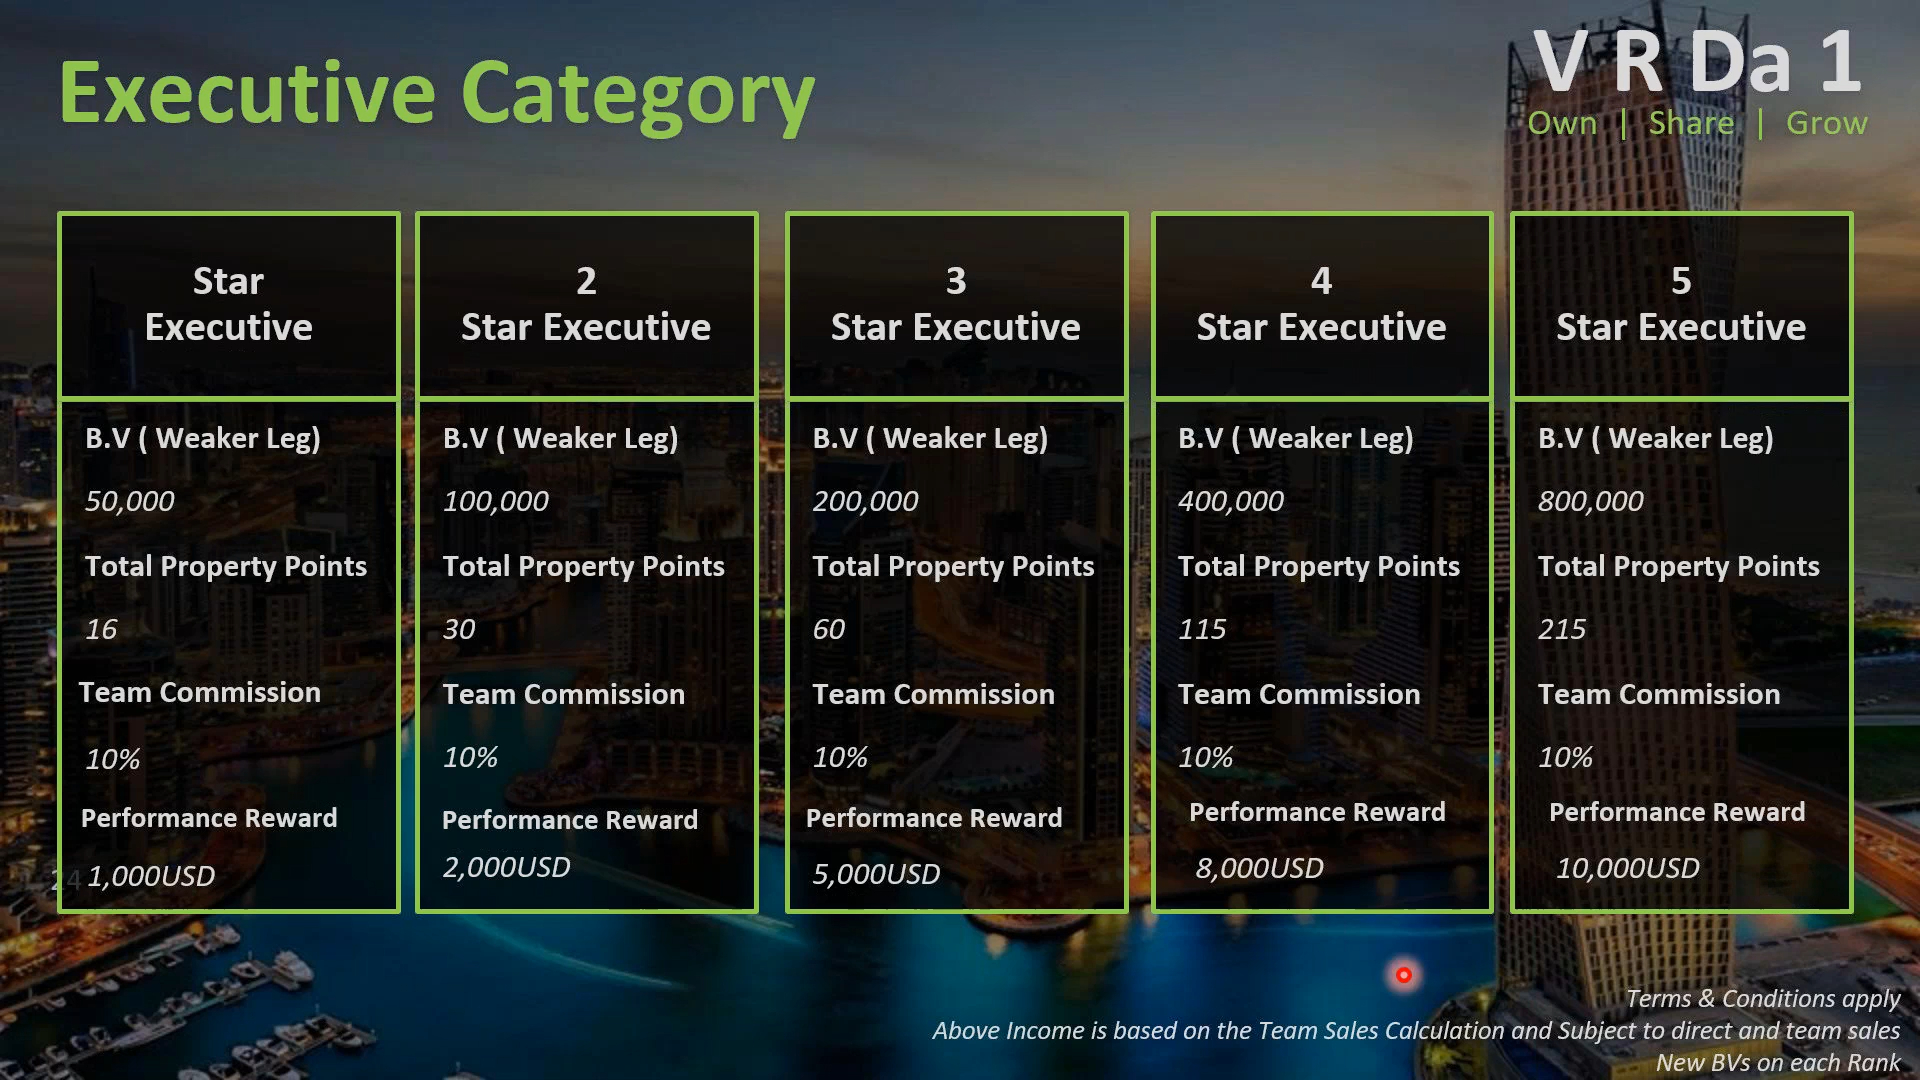 Executive Category
V R Da 1
Own | Share | Grow
Star
Executive
B.V ( Weaker Leg)
50,000
Total Property Points
16
Team Commission
10%
Performance Reward
1,000USD
2
Star Executive
B.V ( Weaker Leg)
100,000
Total Property Points
30
Team Commission
10%
Performance Reward
2,000USD
3
Star Executive
B.V ( Weaker Leg)
200,000
Total Property Points
60
Team Commission
10%
Performance Reward
5,000USD
4
Star Executive
B.V ( Weaker Leg)
400,000
Total Property Points
115
Team Commission
10%
Performance Reward
8,000USD
5
Star Executive
B.V ( Weaker Leg)
800,000
Total Property Points
215
Team Commission
10%
Performance Reward
10,000USD
24
Terms & Conditions apply
Above Income is based on the Team Sales Calculation and Subject to direct and team sales
New BVs on each Rank